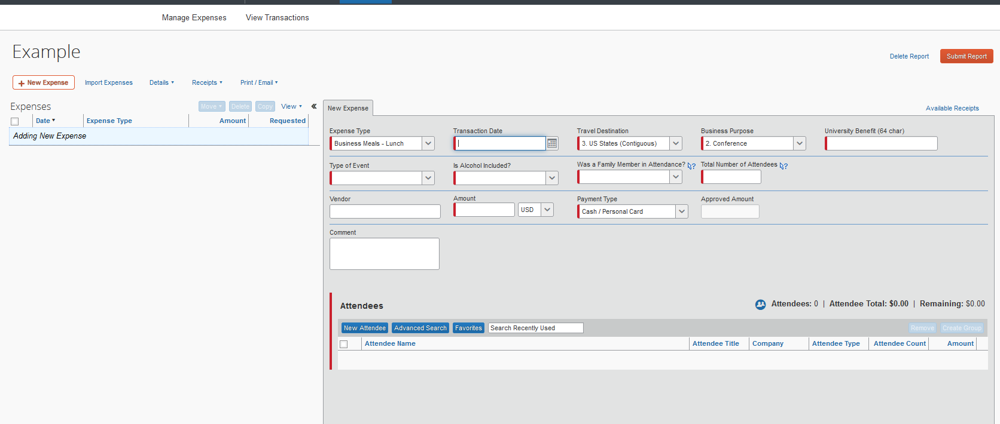 Manage Expenses View Transactions
Example
Delete Report Submit Report
+ New Expense Import Expenses Details ▾ Receipts ▾ Print / Email ▾
Expenses Move ▾ Delete Copy View ▾ «
Date ▾ Expense Type Amount Requested
Adding New Expense
New Expense Available Receipts
Expense Type Transaction Date Travel Destination Business Purpose University Benefit (64 char)
Business Meals - Lunch 3. US States (Contiguous) 2. Conference
Type of Event Is Alcohol Included? Was a Family Member in Attendance? ? Total Number of Attendees ?
Vendor Amount Payment Type Approved Amount
USD Cash / Personal Card
Comment
Attendees Attendees: 0 | Attendee Total: $0.00 | Remaining: $0.00
New Attendee Advanced Search Favorites Search Recently Used Remove Create Group
Attendee Name Attendee Title Company Attendee Type Attendee Count Amount